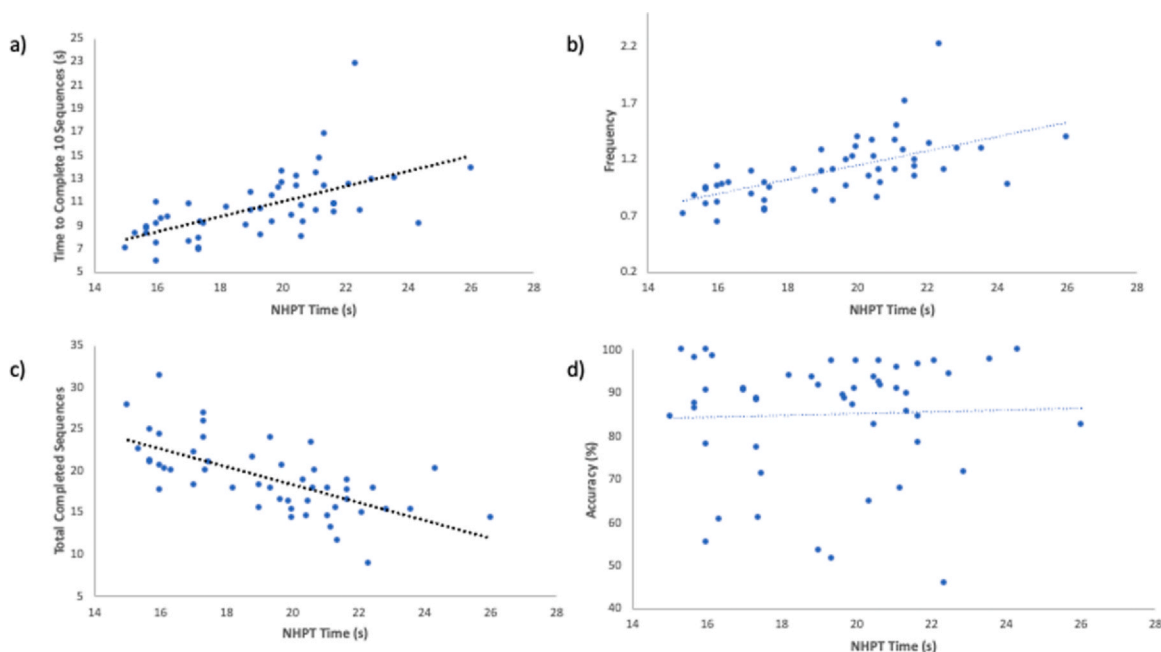 a)
Time to Complete 10 Sequences (s)
25
23
21
19
17
15
13
11
9
7
5
14 16 18 20 22 24 26 28
NHPT Time (s)
b)
Frequency
2.2
1.7
1.2
0.7
0.2
14 16 18 20 22 24 26 28
NHPT Time (s)
c)
Total Completed Sequences
35
30
25
20
15
10
5
14 16 18 20 22 24 26 28
NHPT Time (s)
d)
Accuracy (%)
100
90
80
70
60
50
40
14 16 18 20 22 24 26 28
NHPT Time (s)